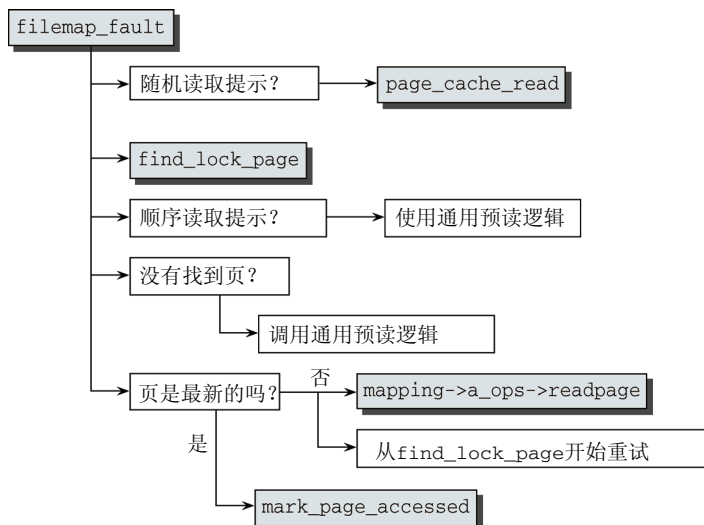 filemap_fault
随机读取提示?
page_cache_read
find_lock_page
顺序读取提示?
使用通用预读逻辑
没有找到页?
调用通用预读逻辑
页是最新的吗?
否
mapping->a_ops->readpage
从find_lock_page开始重试
是
mark_page_accessed